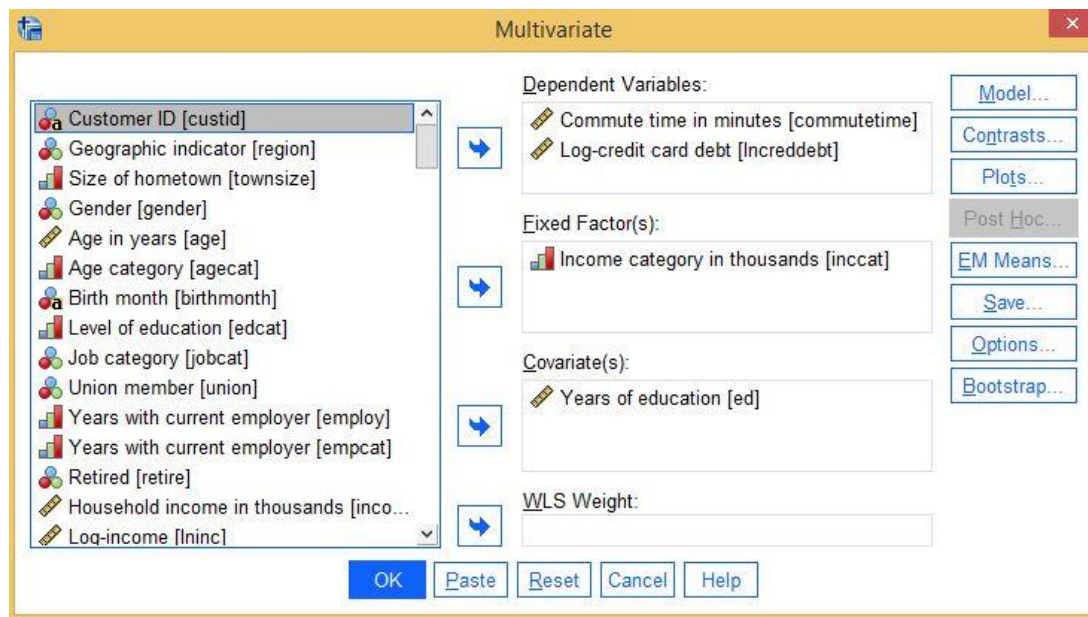 Multivariate
Customer ID [custid]
Geographic indicator [region]
Size of hometown [townsize]
Gender [gender]
Age in years [age]
Age category [agecat]
Birth month [birthmonth]
Level of education [edcat]
Job category [jobcat]
Union member [union]
Years with current employer [employ]
Years with current employer [empcat]
Retired [retire]
Household income in thousands [inco...
Log-income [lninc]
Dependent Variables:
Commute time in minutes [commutetime]
Log-credit card debt [lncreddebt]
Fixed Factor(s):
Income category in thousands [inccat]
Covariate(s):
Years of education [ed]
WLS Weight:
Model...
Contrasts...
Plots...
Post Hoc...
EM Means...
Save...
Options...
Bootstrap...
OK Paste Reset Cancel Help